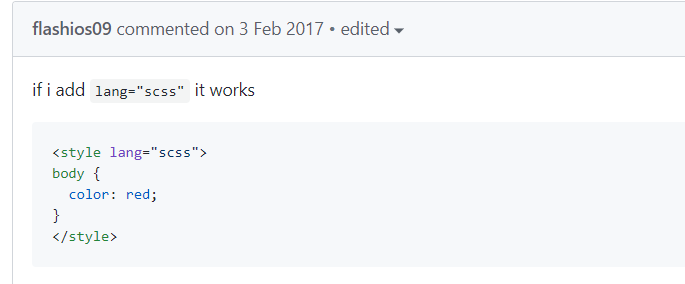 flashios09 commented on 3 Feb 2017 • edited
if i add lang="scss" it works
<style lang="scss">
body {
  color: red;
}
</style>